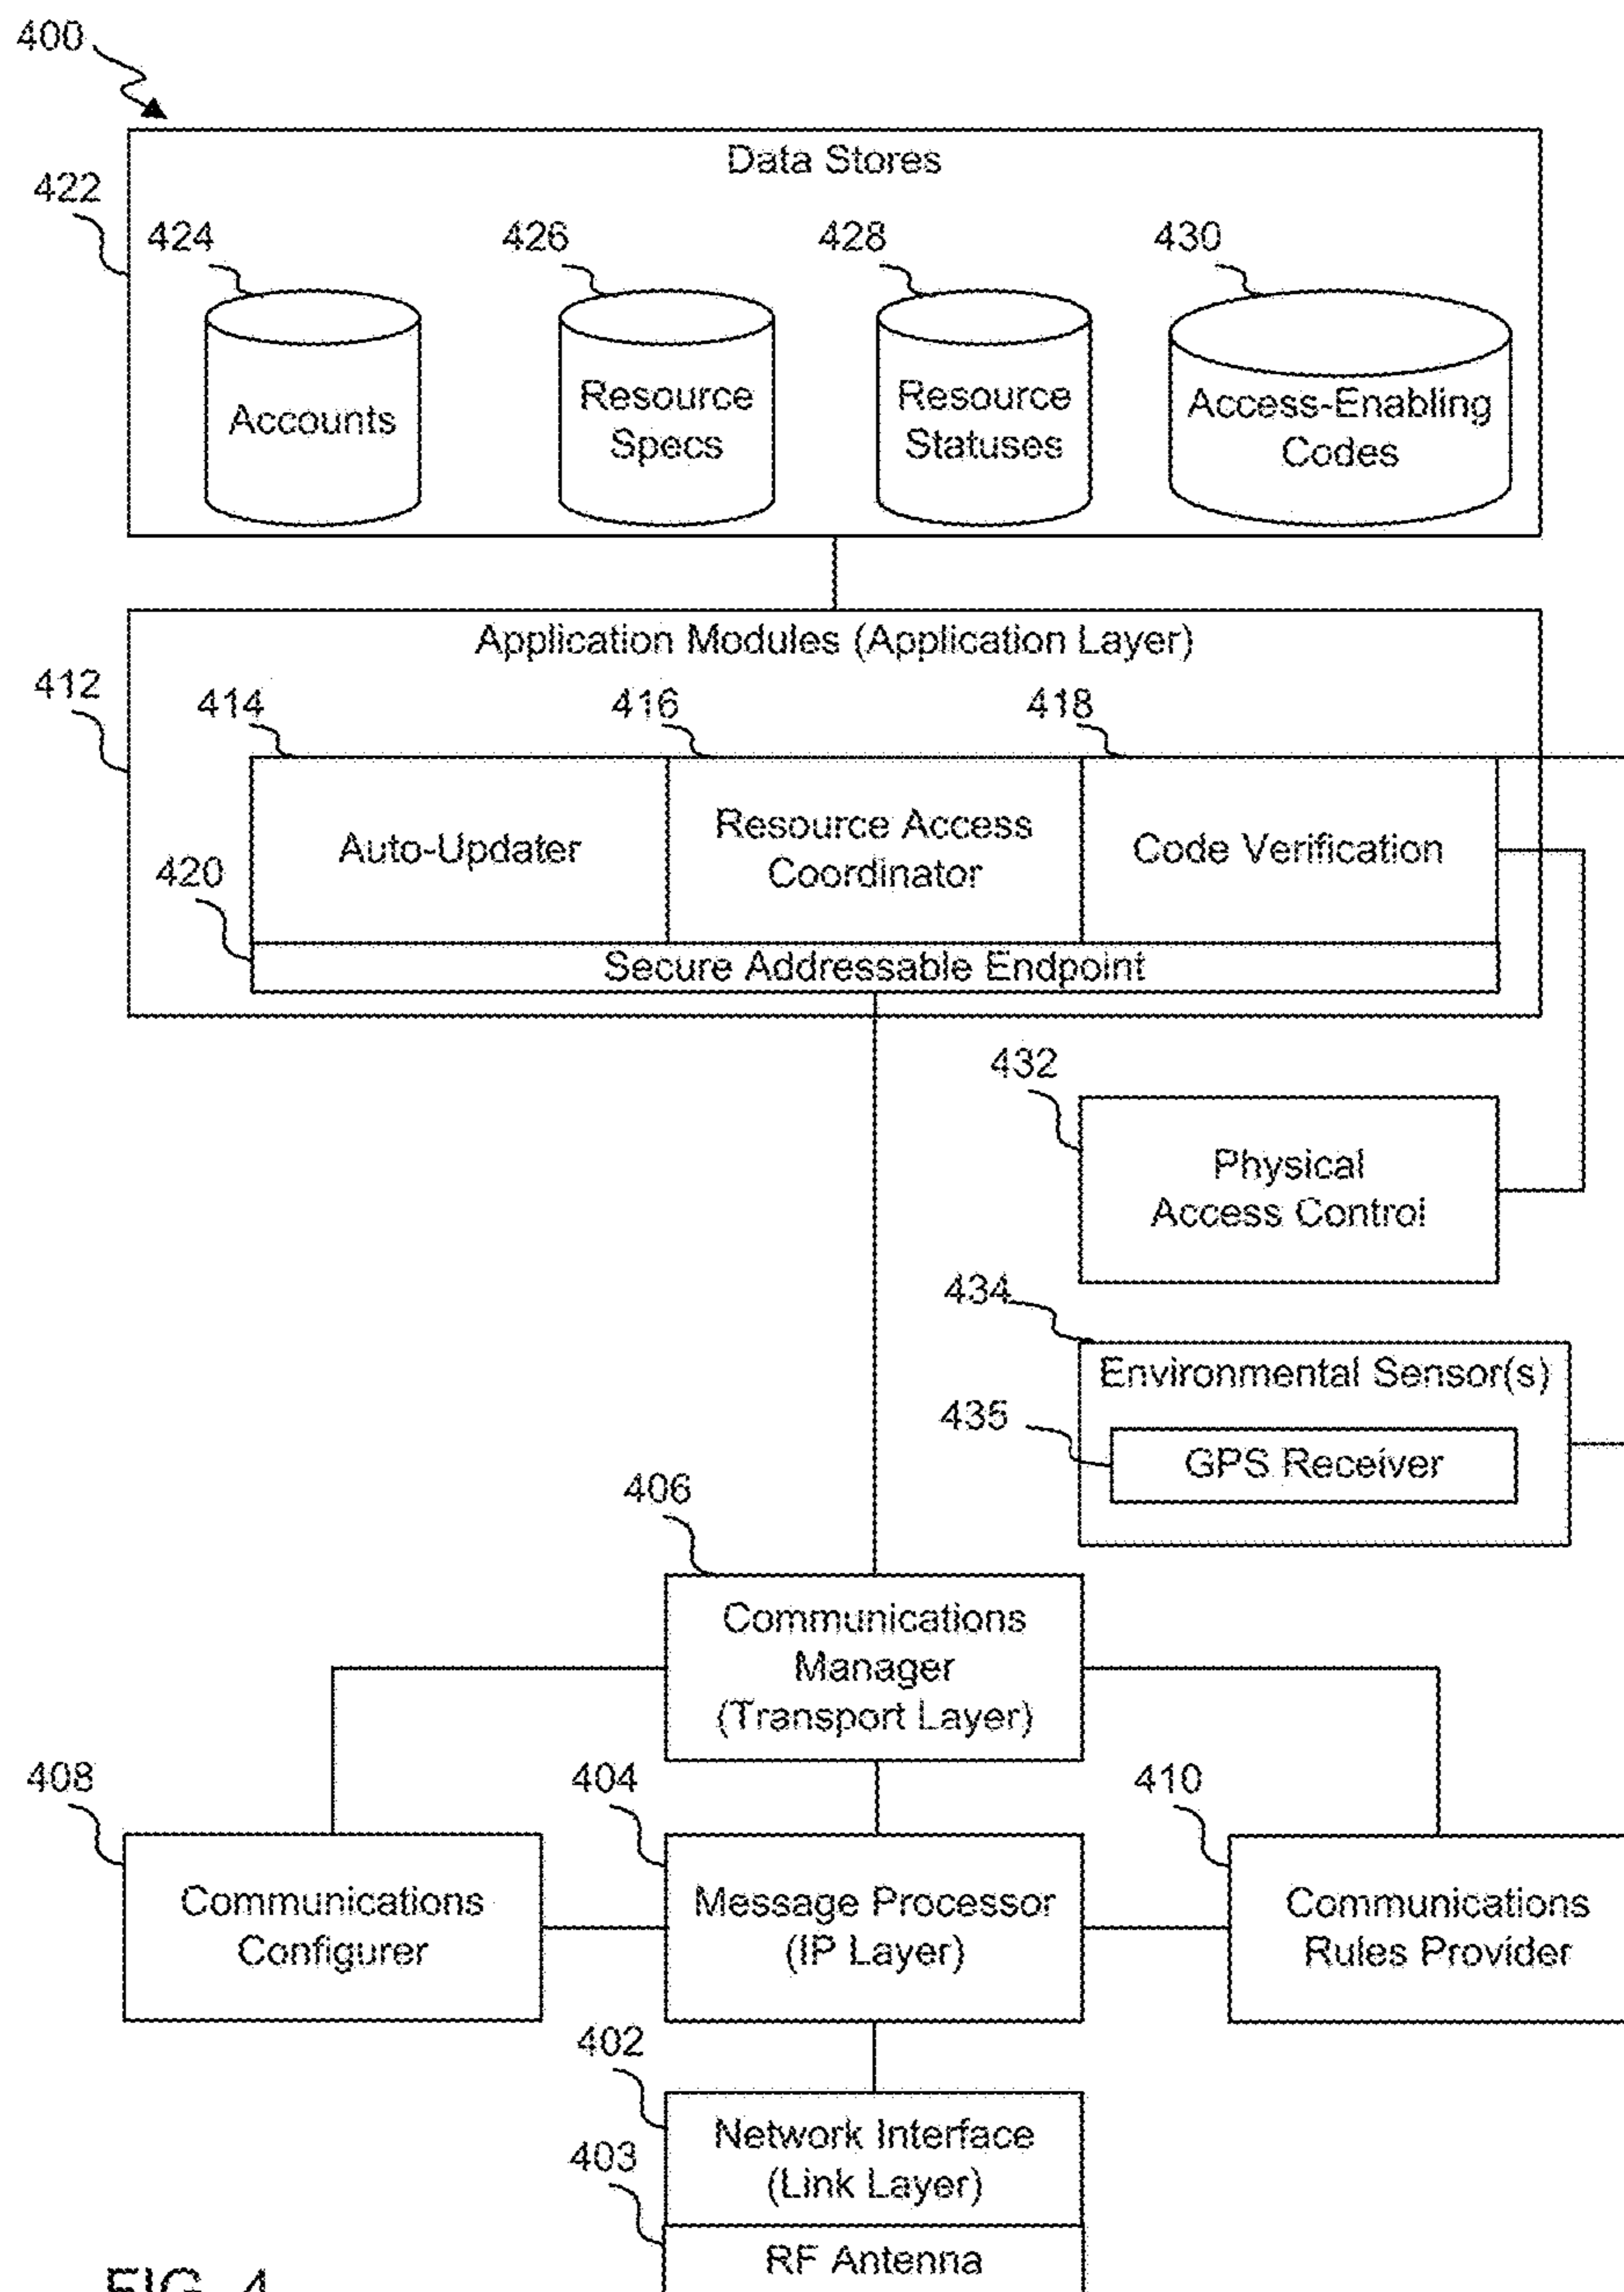 400
Data Stores
422
424
426
428
430
Accounts
Resource
Specs
Resource
Statuses
Access-Enabling
Codes
Application Modules (Application Layer)
412
414
416
418
Auto-Updater
Resource Access
Coordinator
Code Verification
420
Secure Addressable Endpoint
432
Physical
Access Control
434
Environmental Sensor(s)
435
GPS Receiver
406
Communications
Manager
(Transport Layer)
408
404
410
Communications
Configurer
Message Processor
(IP Layer)
Communications
Rules Provider
402
Network Interface
(Link Layer)
403
RF Antenna
FIG. 4